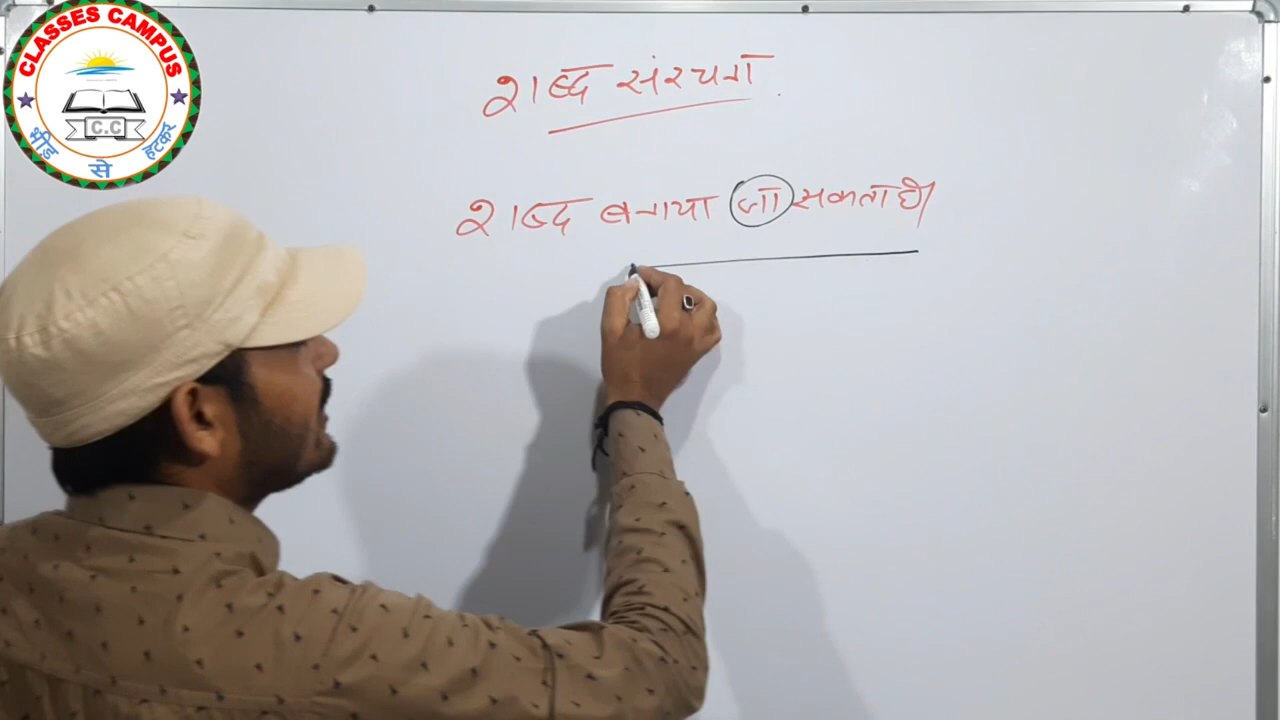 CLASSES CAMPUS
C.C
भीड़ से हटकर
शब्द संरचना
शब्द बनाया जा सकता है।